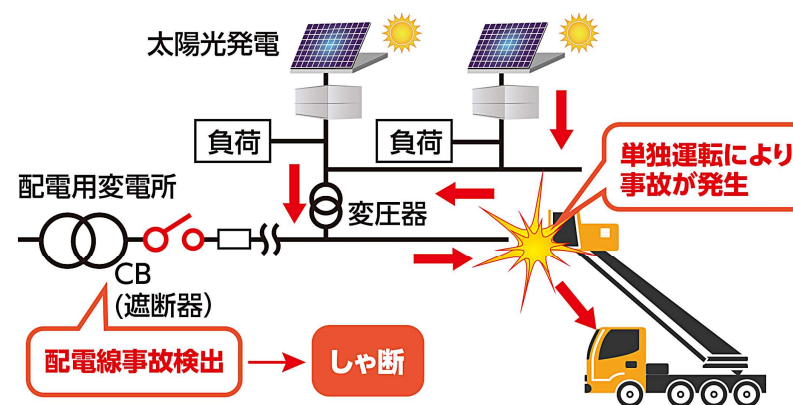 太陽光発電
負荷
負荷
単独運転により
事故が発生
配電用変電所
変圧器
CB
(遮断器)
配電線事故検出
しゃ断